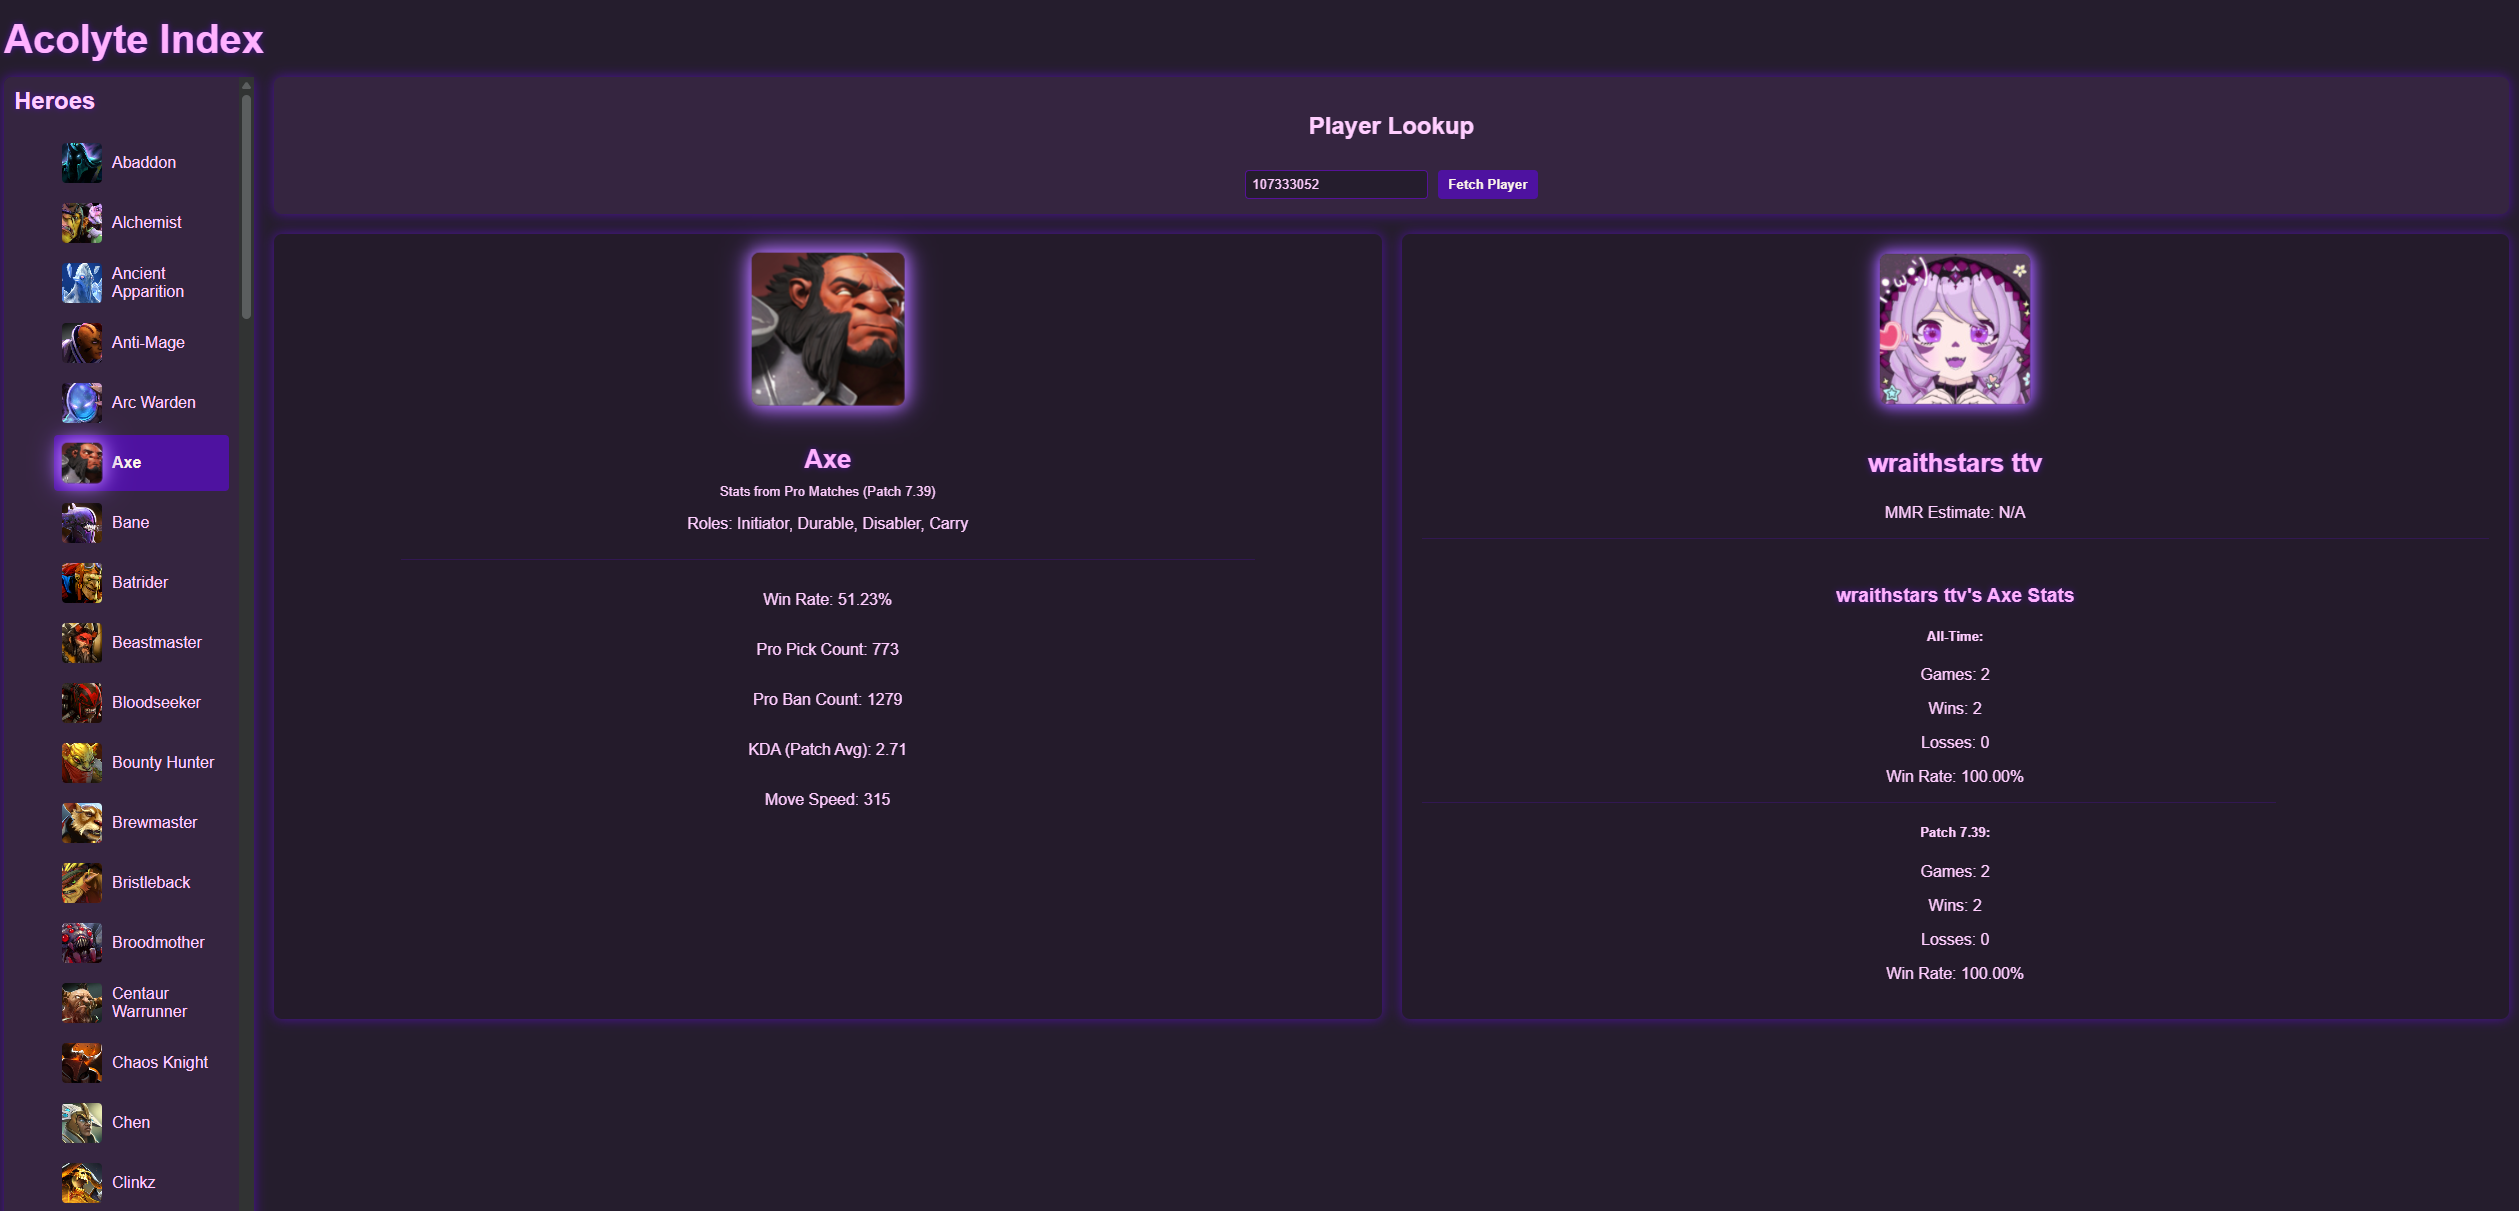 Acolyte Index
Heroes
Abaddon
Alchemist
Ancient
Apparition
Anti-Mage
Arc Warden
Axe
Bane
Batrider
Beastmaster
Bloodseeker
Bounty Hunter
Brewmaster
Bristleback
Broodmother
Centaur
Warrunner
Chaos Knight
Chen
Clinkz
Player Lookup
107333052
Fetch Player
Axe
Stats from Pro Matches (Patch 7.39)
Roles: Initiator, Durable, Disabler, Carry
Win Rate: 51.23%
Pro Pick Count: 773
Pro Ban Count: 1279
KDA (Patch Avg): 2.71
Move Speed: 315
wraithstars ttv
MMR Estimate: N/A
wraithstars ttv's Axe Stats
All-Time:
Games: 2
Wins: 2
Losses: 0
Win Rate: 100.00%
Patch 7.39:
Games: 2
Wins: 2
Losses: 0
Win Rate: 100.00%